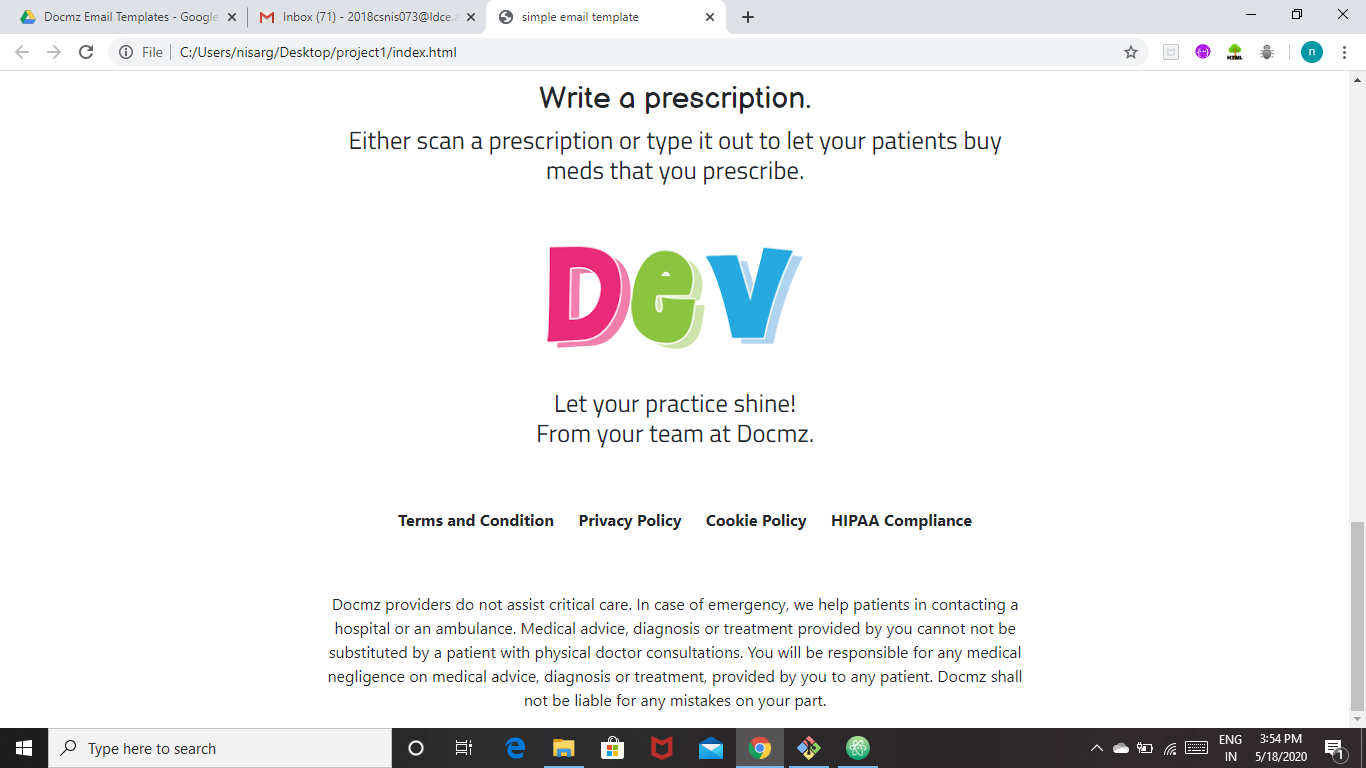 Docmz Email Templates - Google
Inbox (71) - 2018csnis073@ldce.a
simple email template
File
C:/Users/nisarg/Desktop/project1/index.html
n
HTML
Write a prescription.
Either scan a prescription or type it out to let your patients buy
meds that you prescribe.
Dev
Let your practice shine!
From your team at Docmz.
Terms and Condition Privacy Policy Cookie Policy HIPAA Compliance
Docmz providers do not assist critical care. In case of emergency, we help patients in contacting a
hospital or an ambulance. Medical advice, diagnosis or treatment provided by you cannot not be
substituted by a patient with physical doctor consultations. You will be responsible for any medical
negligence on medical advice, diagnosis or treatment, provided by you to any patient. Docmz shall
not be liable for any mistakes on your part.
Type here to search
ENG
IN
3:54 PM
5/18/2020
1